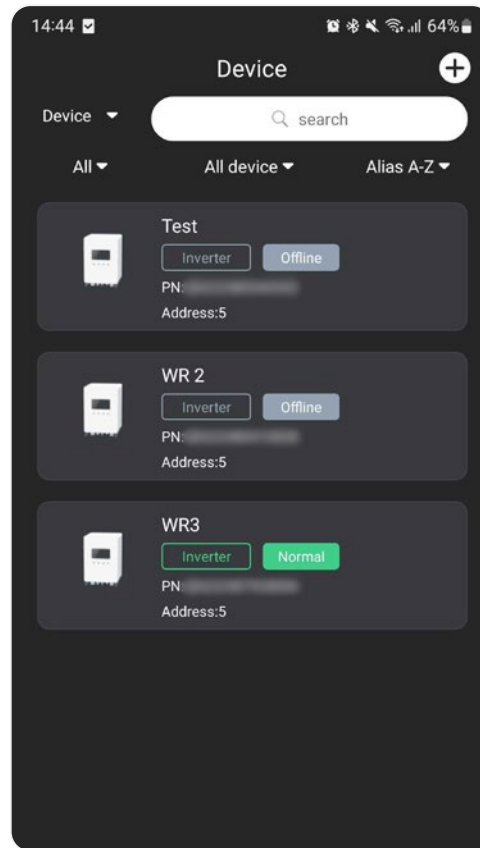 14:44 64%
Device
Device search
All All device Alias A-Z
Test
Inverter Offline
PN:
Address:5
WR 2
Inverter Offline
PN:
Address:5
WR3
Inverter Normal
PN:
Address:5